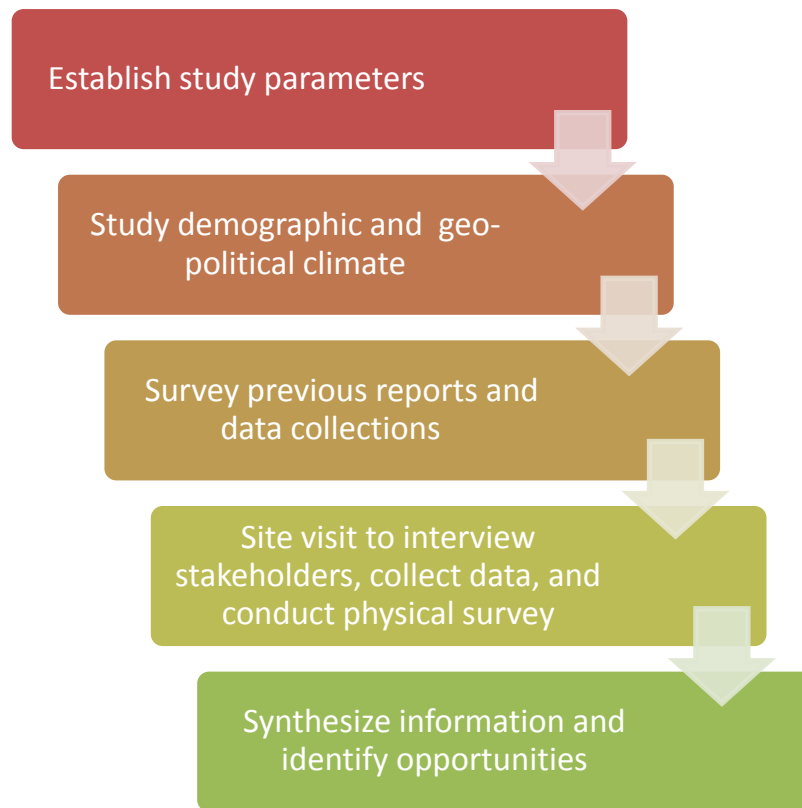 Establish study parameters
Study demographic and  geo-
political climate
Survey previous reports and
data collections
Site visit to interview
stakeholders, collect data, and
conduct physical survey
Synthesize information and
identify opportunities